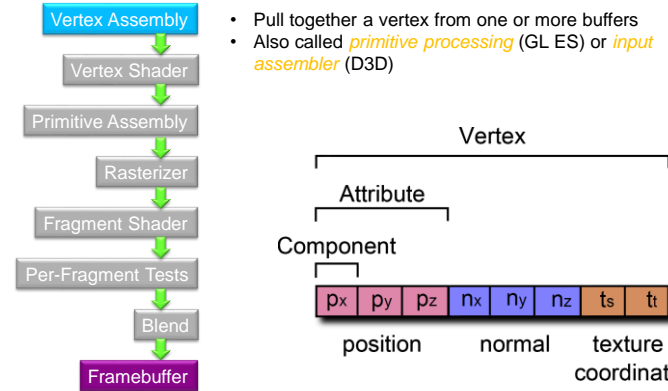 Vertex Assembly
Vertex Shader
Primitive Assembly
Rasterizer
Fragment Shader
Per-Fragment Tests
Blend
Framebuffer
• Pull together a vertex from one or more buffers
• Also called primitive processing (GL ES) or input
assembler (D3D)
Vertex
Attribute
Component
px py pz nx ny nz ts tt
position normal texture
coordinat